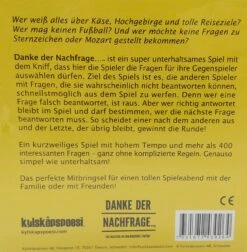 Wer weiß alles über Käse, Hochgebirge und tolle Reiseziele?
Wer mag keinen Fußball? Und wer möchte keine Fragen zu
Sternzeichen oder Mozart gestellt bekommen?
Danke der Nachfrage.... ist ein super unterhaltsames Spiel mit
dem Kniff, dass hier die Spieler die Fragen für ihre Gegenspieler
auswählen dürfen. Ziel des Spiels ist es, die anderen Spieler
mit Fragen, die sie wahrscheinlich nicht beantworten können,
schnellstmöglich aus dem Spiel zu werfen. Denn wer eine
Frage falsch beantwortet, ist raus. Aber wer richtig antwortet
bleibt im Spiel und darf bestimmen, wer die nächste Frage
beantworten muss. So scheidet einer nach dem anderen aus
und der Letzte, der übrig bleibt, gewinnt die Runde!
Ein kurzweiliges Spiel mit hohem Tempo und mehr als 400
interessanten Fragen - ganz ohne komplizierte Regeln. Genauso
simpel wie unterhaltsam!
Das perfekte Mitbringsel für einen tollen Spieleabend mit der
Familie oder mit Freunden!
kylskåpspoesi
kylskapspoesi.com
DANKE
DER
NACHFRAGE...
CE